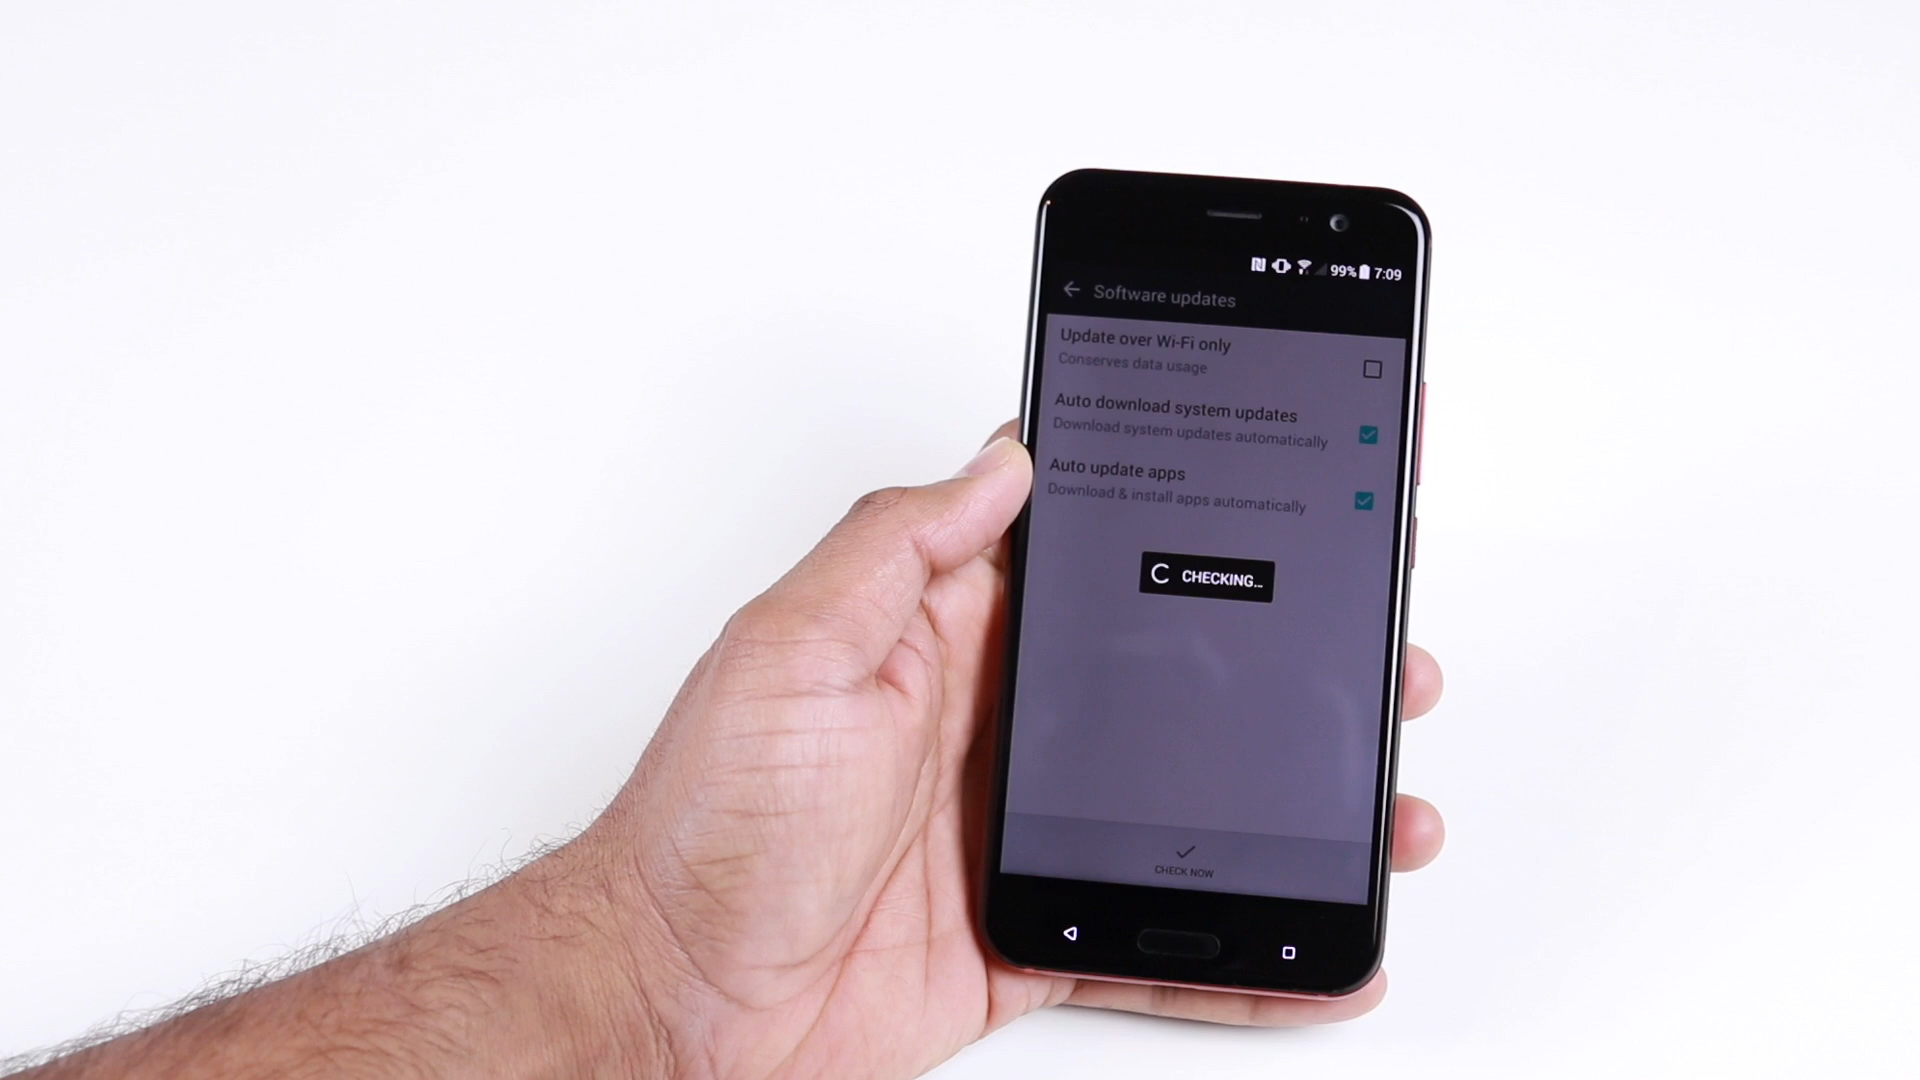 99% 7:09
Software updates
Update over Wi-Fi only
Conserves data usage
Auto download system updates
Download system updates automatically
Auto update apps
Download & install apps automatically
CHECKING...
CHECK NOW